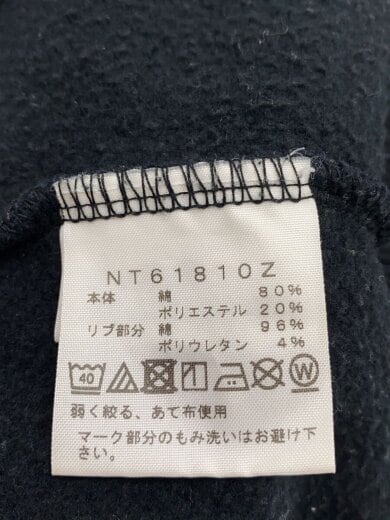 NT61810Z
本体 綿 80%
ポリエステル 20%
リブ部分 綿 96%
ポリウレタン 4%
40 W
弱く絞る、あて布使用
マーク部分のもみ洗いはお避け下
さい。